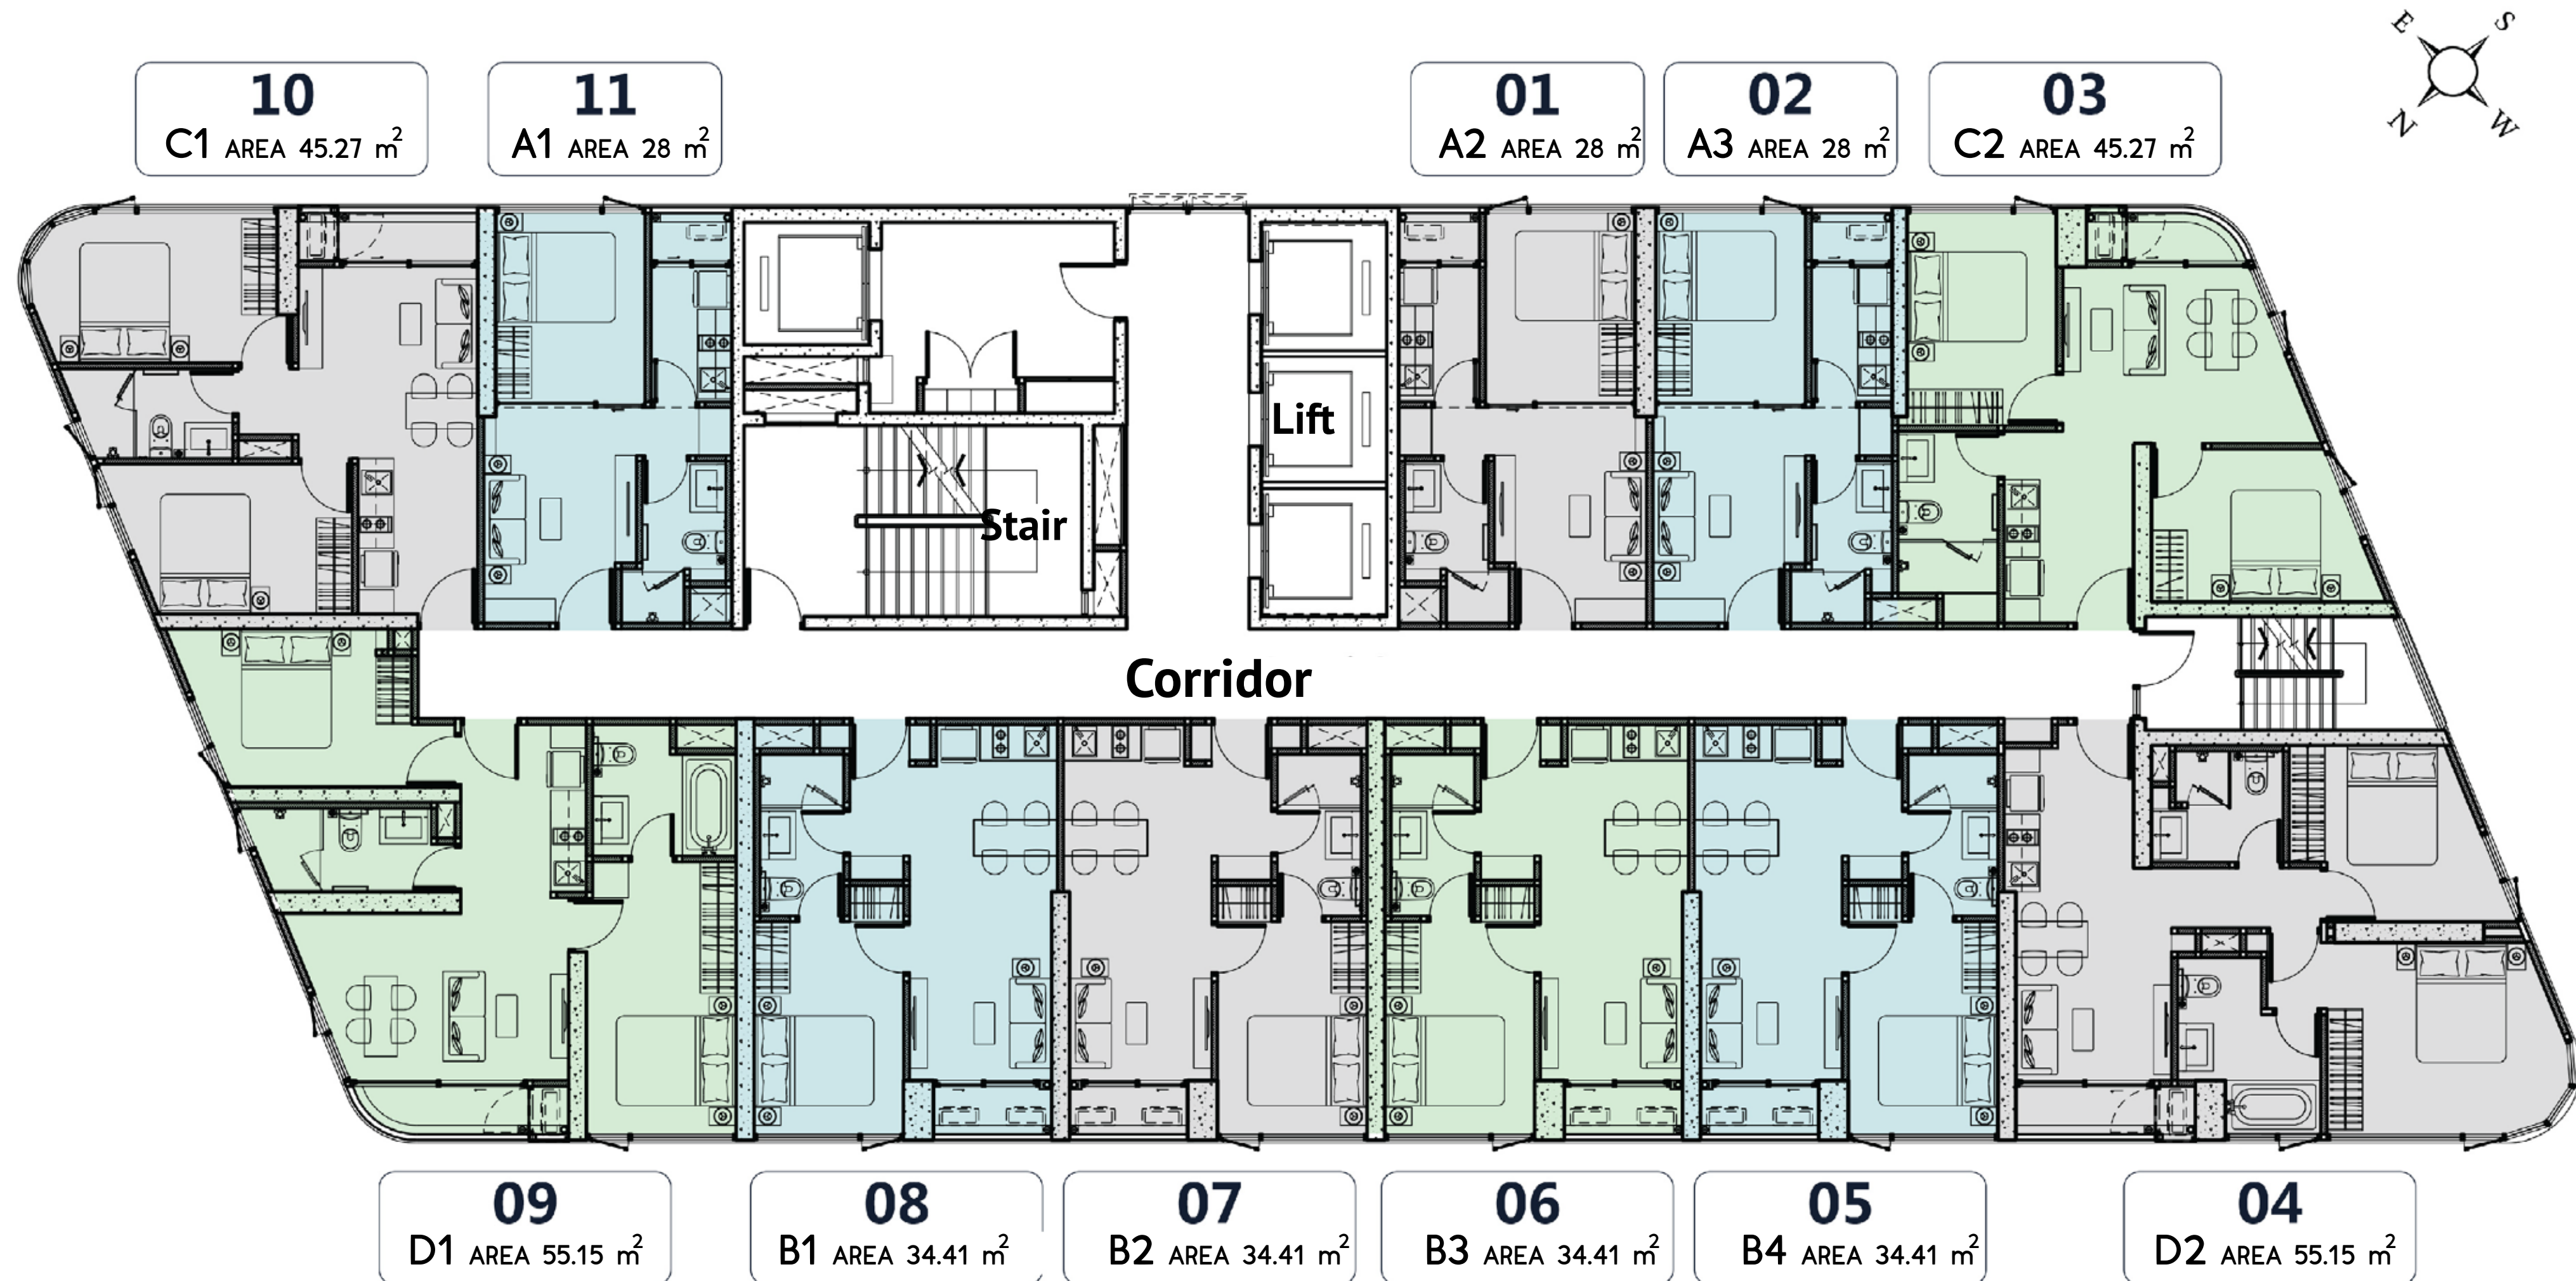 E S
N W
10
C1 AREA 45.27 m²
11
A1 AREA 28 m²
01
A2 AREA 28 m²
02
A3 AREA 28 m²
03
C2 AREA 45.27 m²
Lift
Stair
Corridor
09
D1 AREA 55.15 m²
08
B1 AREA 34.41 m²
07
B2 AREA 34.41 m²
06
B3 AREA 34.41 m²
05
B4 AREA 34.41 m²
04
D2 AREA 55.15 m²